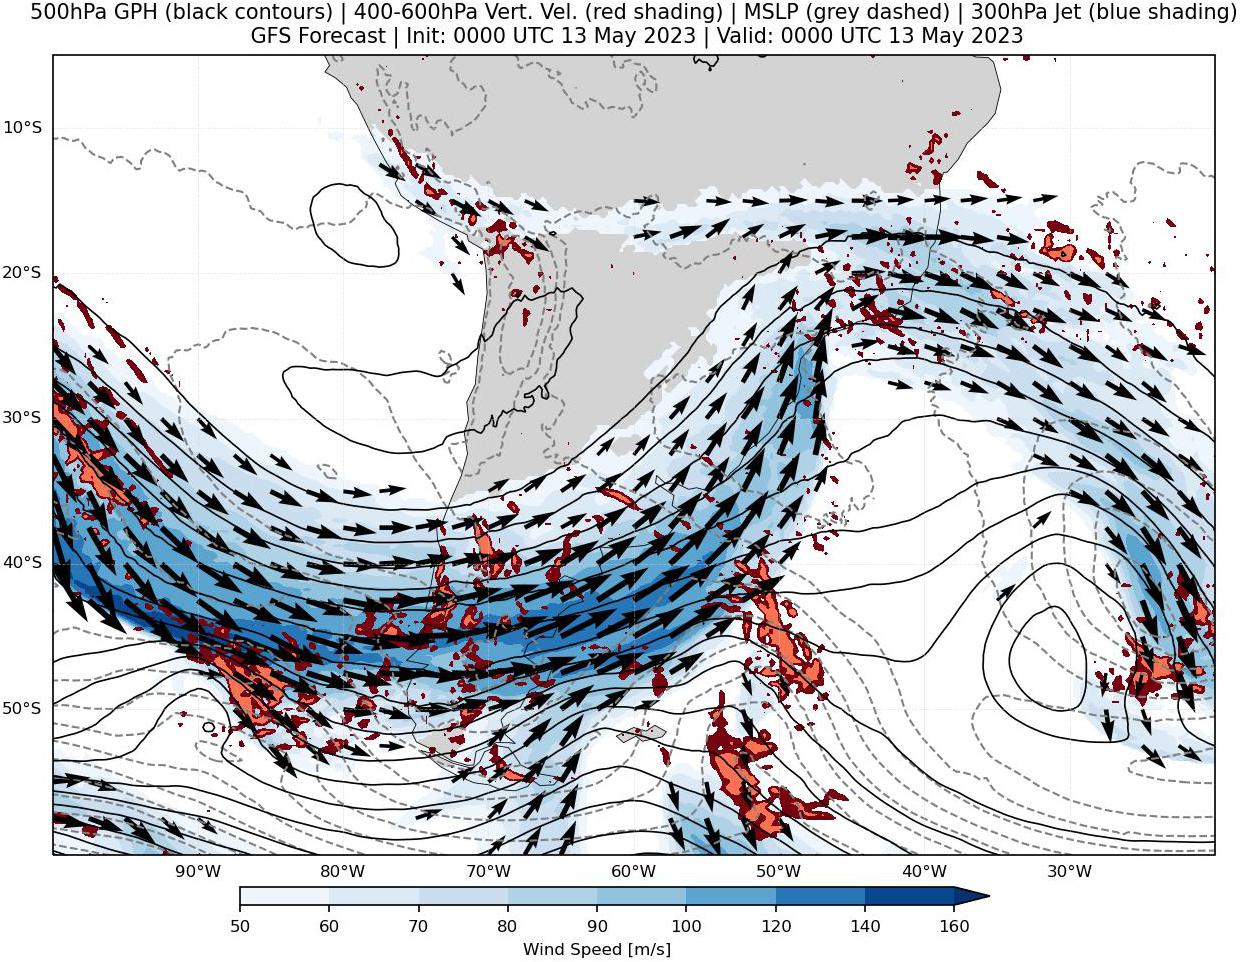 500hPa GPH (black contours) | 400-600hPa Vert. Vel. (red shading) | MSLP (grey dashed) | 300hPa Jet (blue shading)
GFS Forecast | Init: 0000 UTC 13 May 2023 | Valid: 0000 UTC 13 May 2023
10°S
20°S
30°S
40°S
50°S
90°W 80°W 70°W 60°W 50°W 40°W 30°W
50 60 70 80 90 100 120 140 160
Wind Speed [m/s]